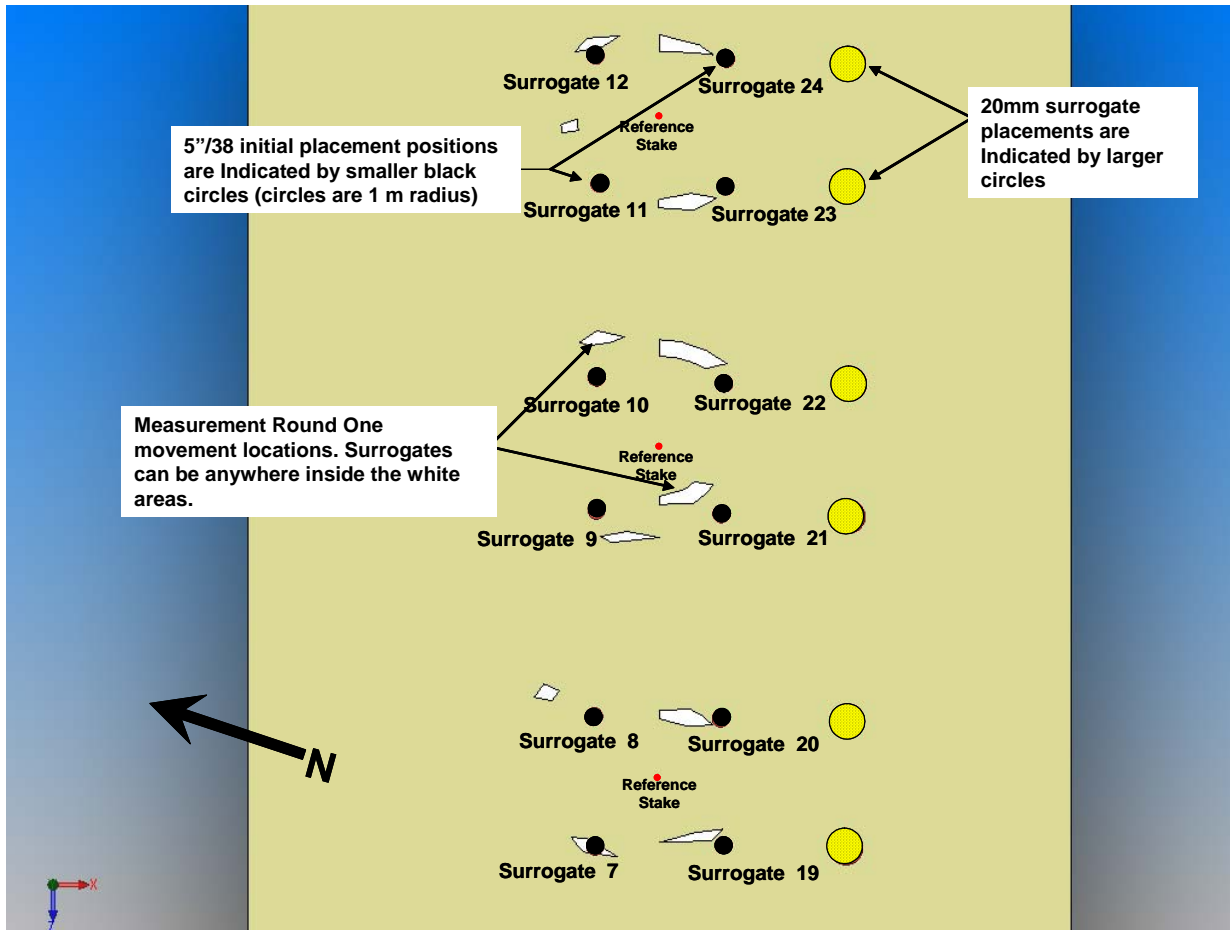 Surrogate 12
Surrogate 24
5”/38 initial placement positions
are Indicated by smaller black
circles (circles are 1 m radius)
Reference
Stake
20mm surrogate
placements are
Indicated by larger
circles
Surrogate 11
Surrogate 23
Surrogate 10
Surrogate 22
Measurement Round One
movement locations. Surrogates
can be anywhere inside the white
areas.
Reference
Stake
Surrogate 9
Surrogate 21
N
Surrogate 8
Surrogate 20
Reference
Stake
Surrogate 7
Surrogate 19
X
Z